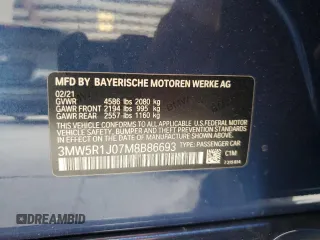 MFD BY BAYERISCHE MOTOREN WERKE AG
02/21
GVWR 4586 lbs 2080 kg
GAWR FRONT 2194 lbs 995 kg
GAWR REAR 2557 lbs 1160 kg
THIS VEHICLE CONFORMS TO ALL APPLICABLE U.S. FEDERAL MOTOR
VEHICLE SAFETY, BUMPER, AND THEFT PREVENTION STANDARDS IN
EFFECT ON THE DATE OF MANUFACTURE SHOWN ABOVE.
3MW5R1J07M8B86693 TYPE: PASSENGER CAR
C1M